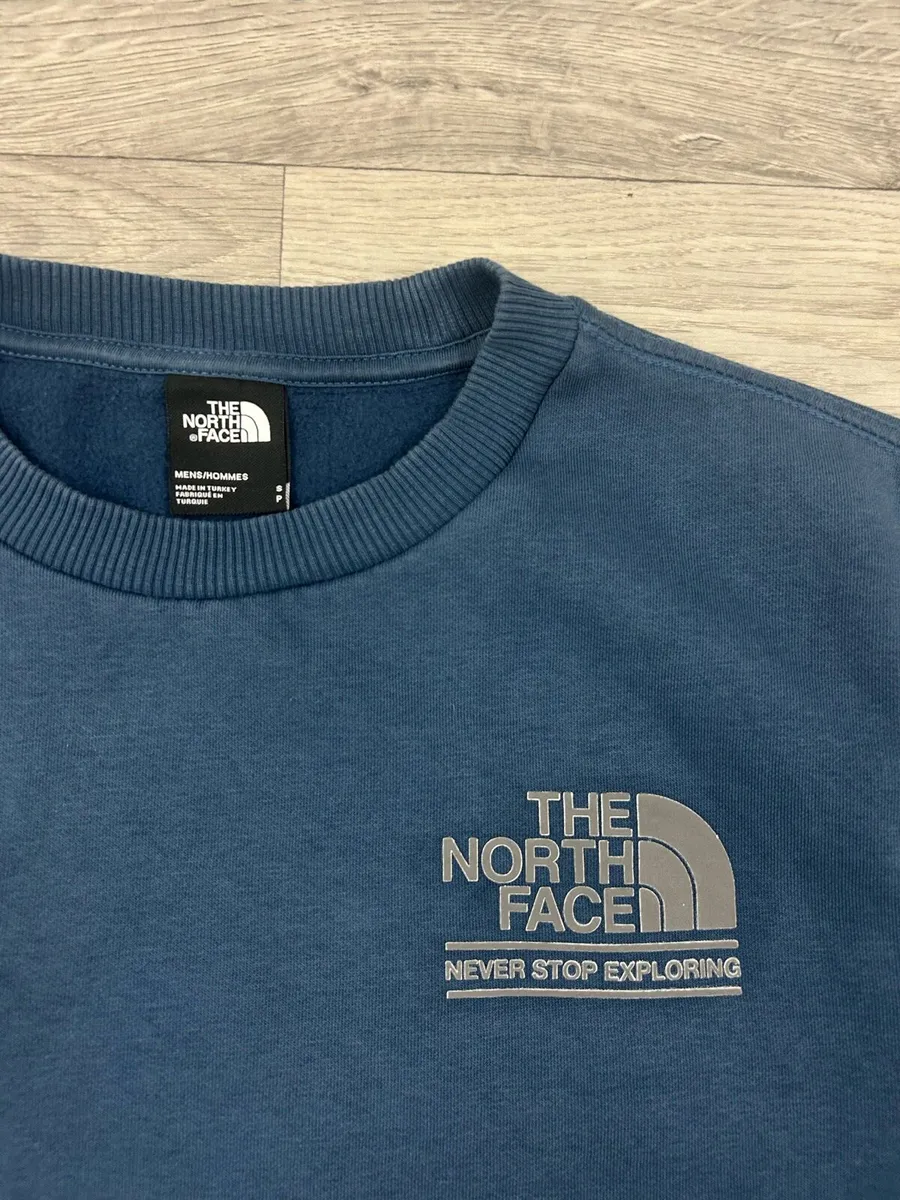 THE
NORTH
®FACE
MENS/HOMMES
MADE IN TURKEY
FABRIQUÉ EN
TURQUIE
S
P
THE
NORTH
FACE
NEVER STOP EXPLORING